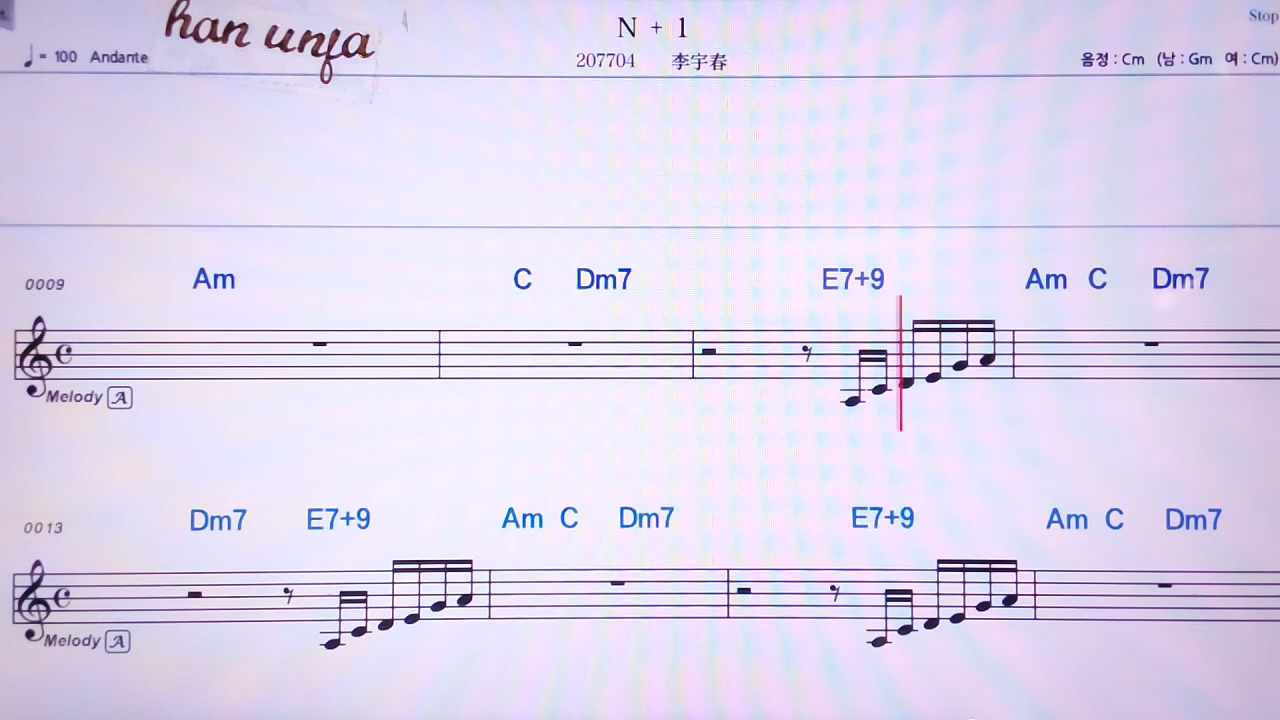 han unfa
N + 1
Stop
= 100 Andante
207704 李宇春
음정 : Cm (남 : Gm 여 : Cm)
Am C Dm7 E7+9 Am C Dm7
0009
Melody A
Dm7 E7+9 Am C Dm7 E7+9 Am C Dm7
0013
Melody A